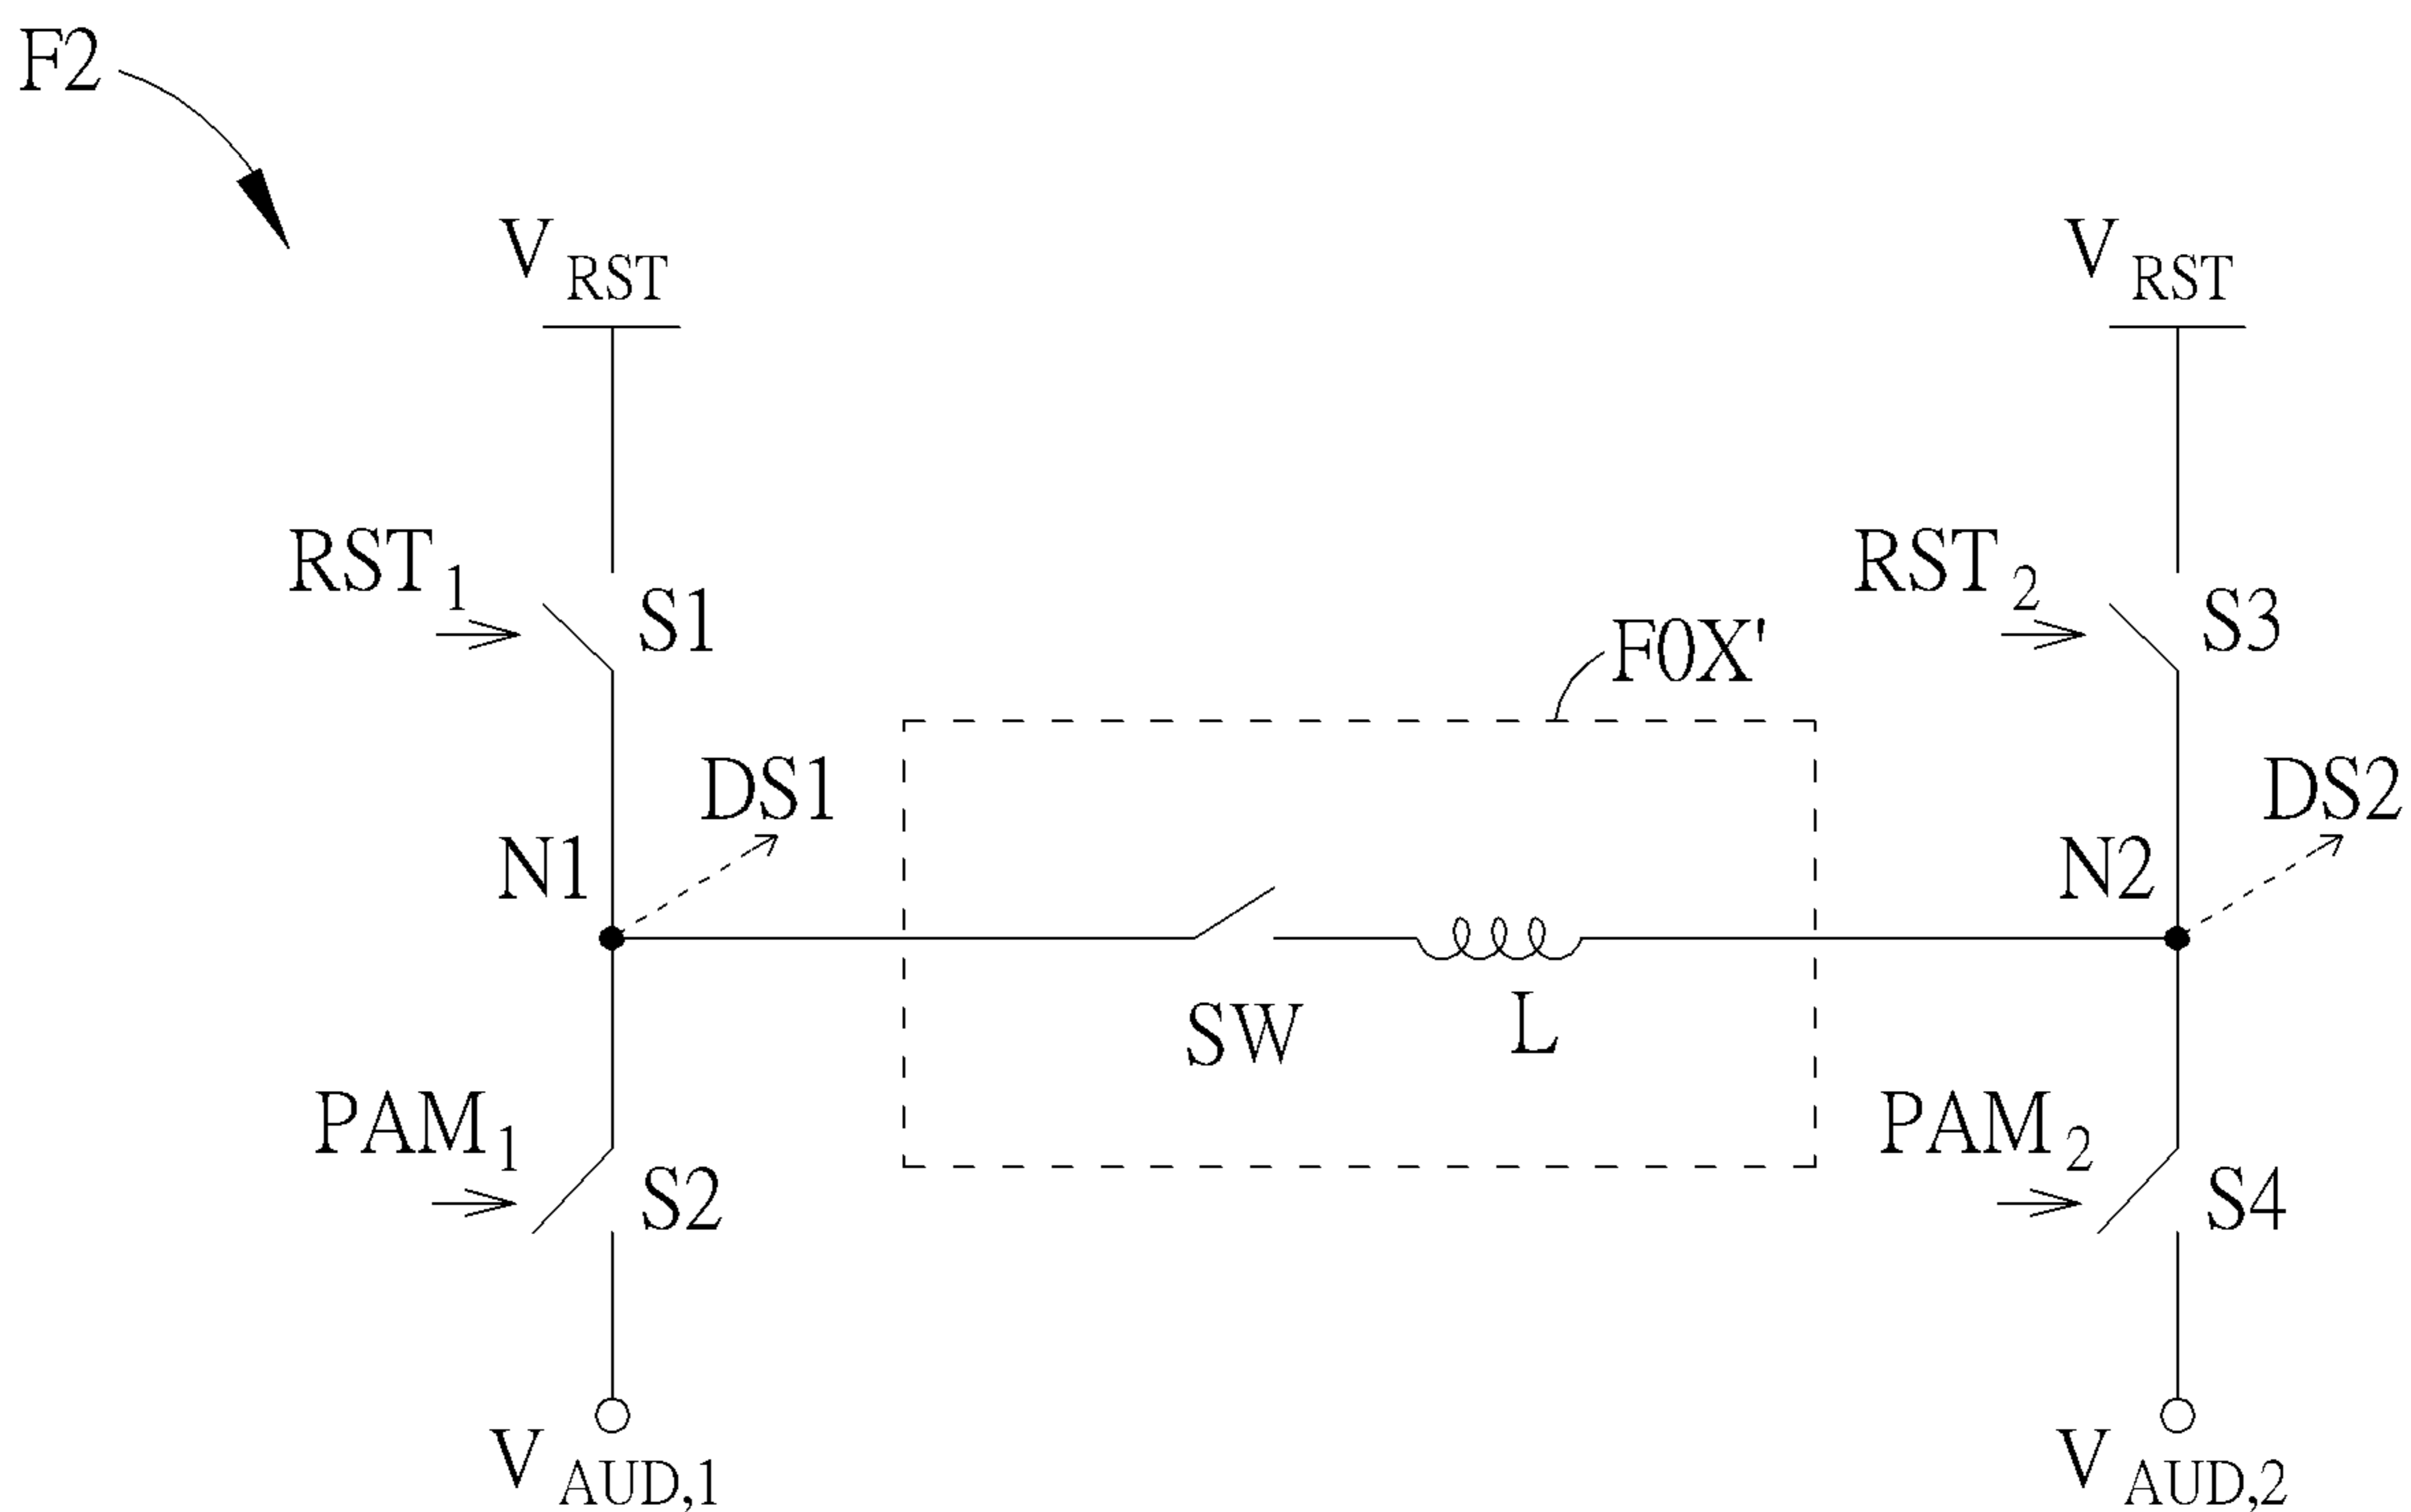 F2
V RST
V RST
RST 1
S1
RST 2
S3
F0X'
DS1
DS2
N1
N2
SW
L
PAM 1
S2
PAM 2
S4
V AUD,1
V AUD,2